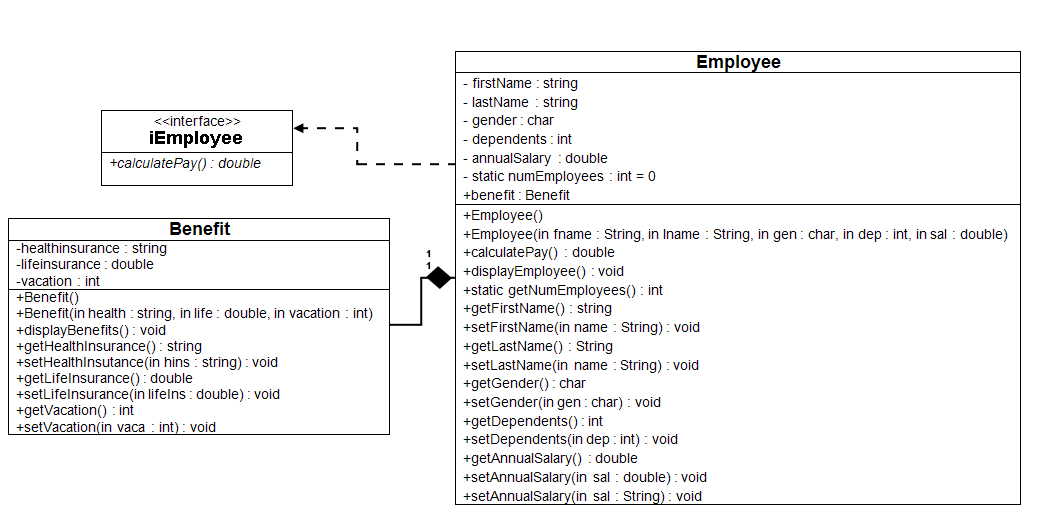 <<interface>>
iEmployee
+calculatePay() : double
Benefit
-healthinsurance : string
-lifeinsurance : double
-vacation : int
+Benefit()
+Benefit(in health : string, in life : double, in vacation : int)
+displayBenefits() : void
+getHealthInsurance() : string
+setHealthInsutance(in hins : string) : void
+getLifeInsurance() : double
+setLifeInsurance(in lifeIns : double) : void
+getVacation() : int
+setVacation(in vaca : int) : void
1
1
Employee
- firstName : string
- lastName : string
- gender : char
- dependents : int
- annualSalary : double
- static numEmployees : int = 0
+benefit : Benefit
+Employee()
+Employee(in fname : String, in lname : String, in gen : char, in dep : int, in sal : double)
+calculatePay() : double
+displayEmployee() : void
+static getNumEmployees() : int
+getFirstName() : string
+setFirstName(in name : String) : void
+getLastName() : String
+setLastName(in name : String) : void
+getGender() : char
+setGender(in gen : char) : void
+getDependents() : int
+setDependents(in dep : int) : void
+getAnnualSalary() : double
+setAnnualSalary(in sal : double) : void
+setAnnualSalary(in sal : String) : void